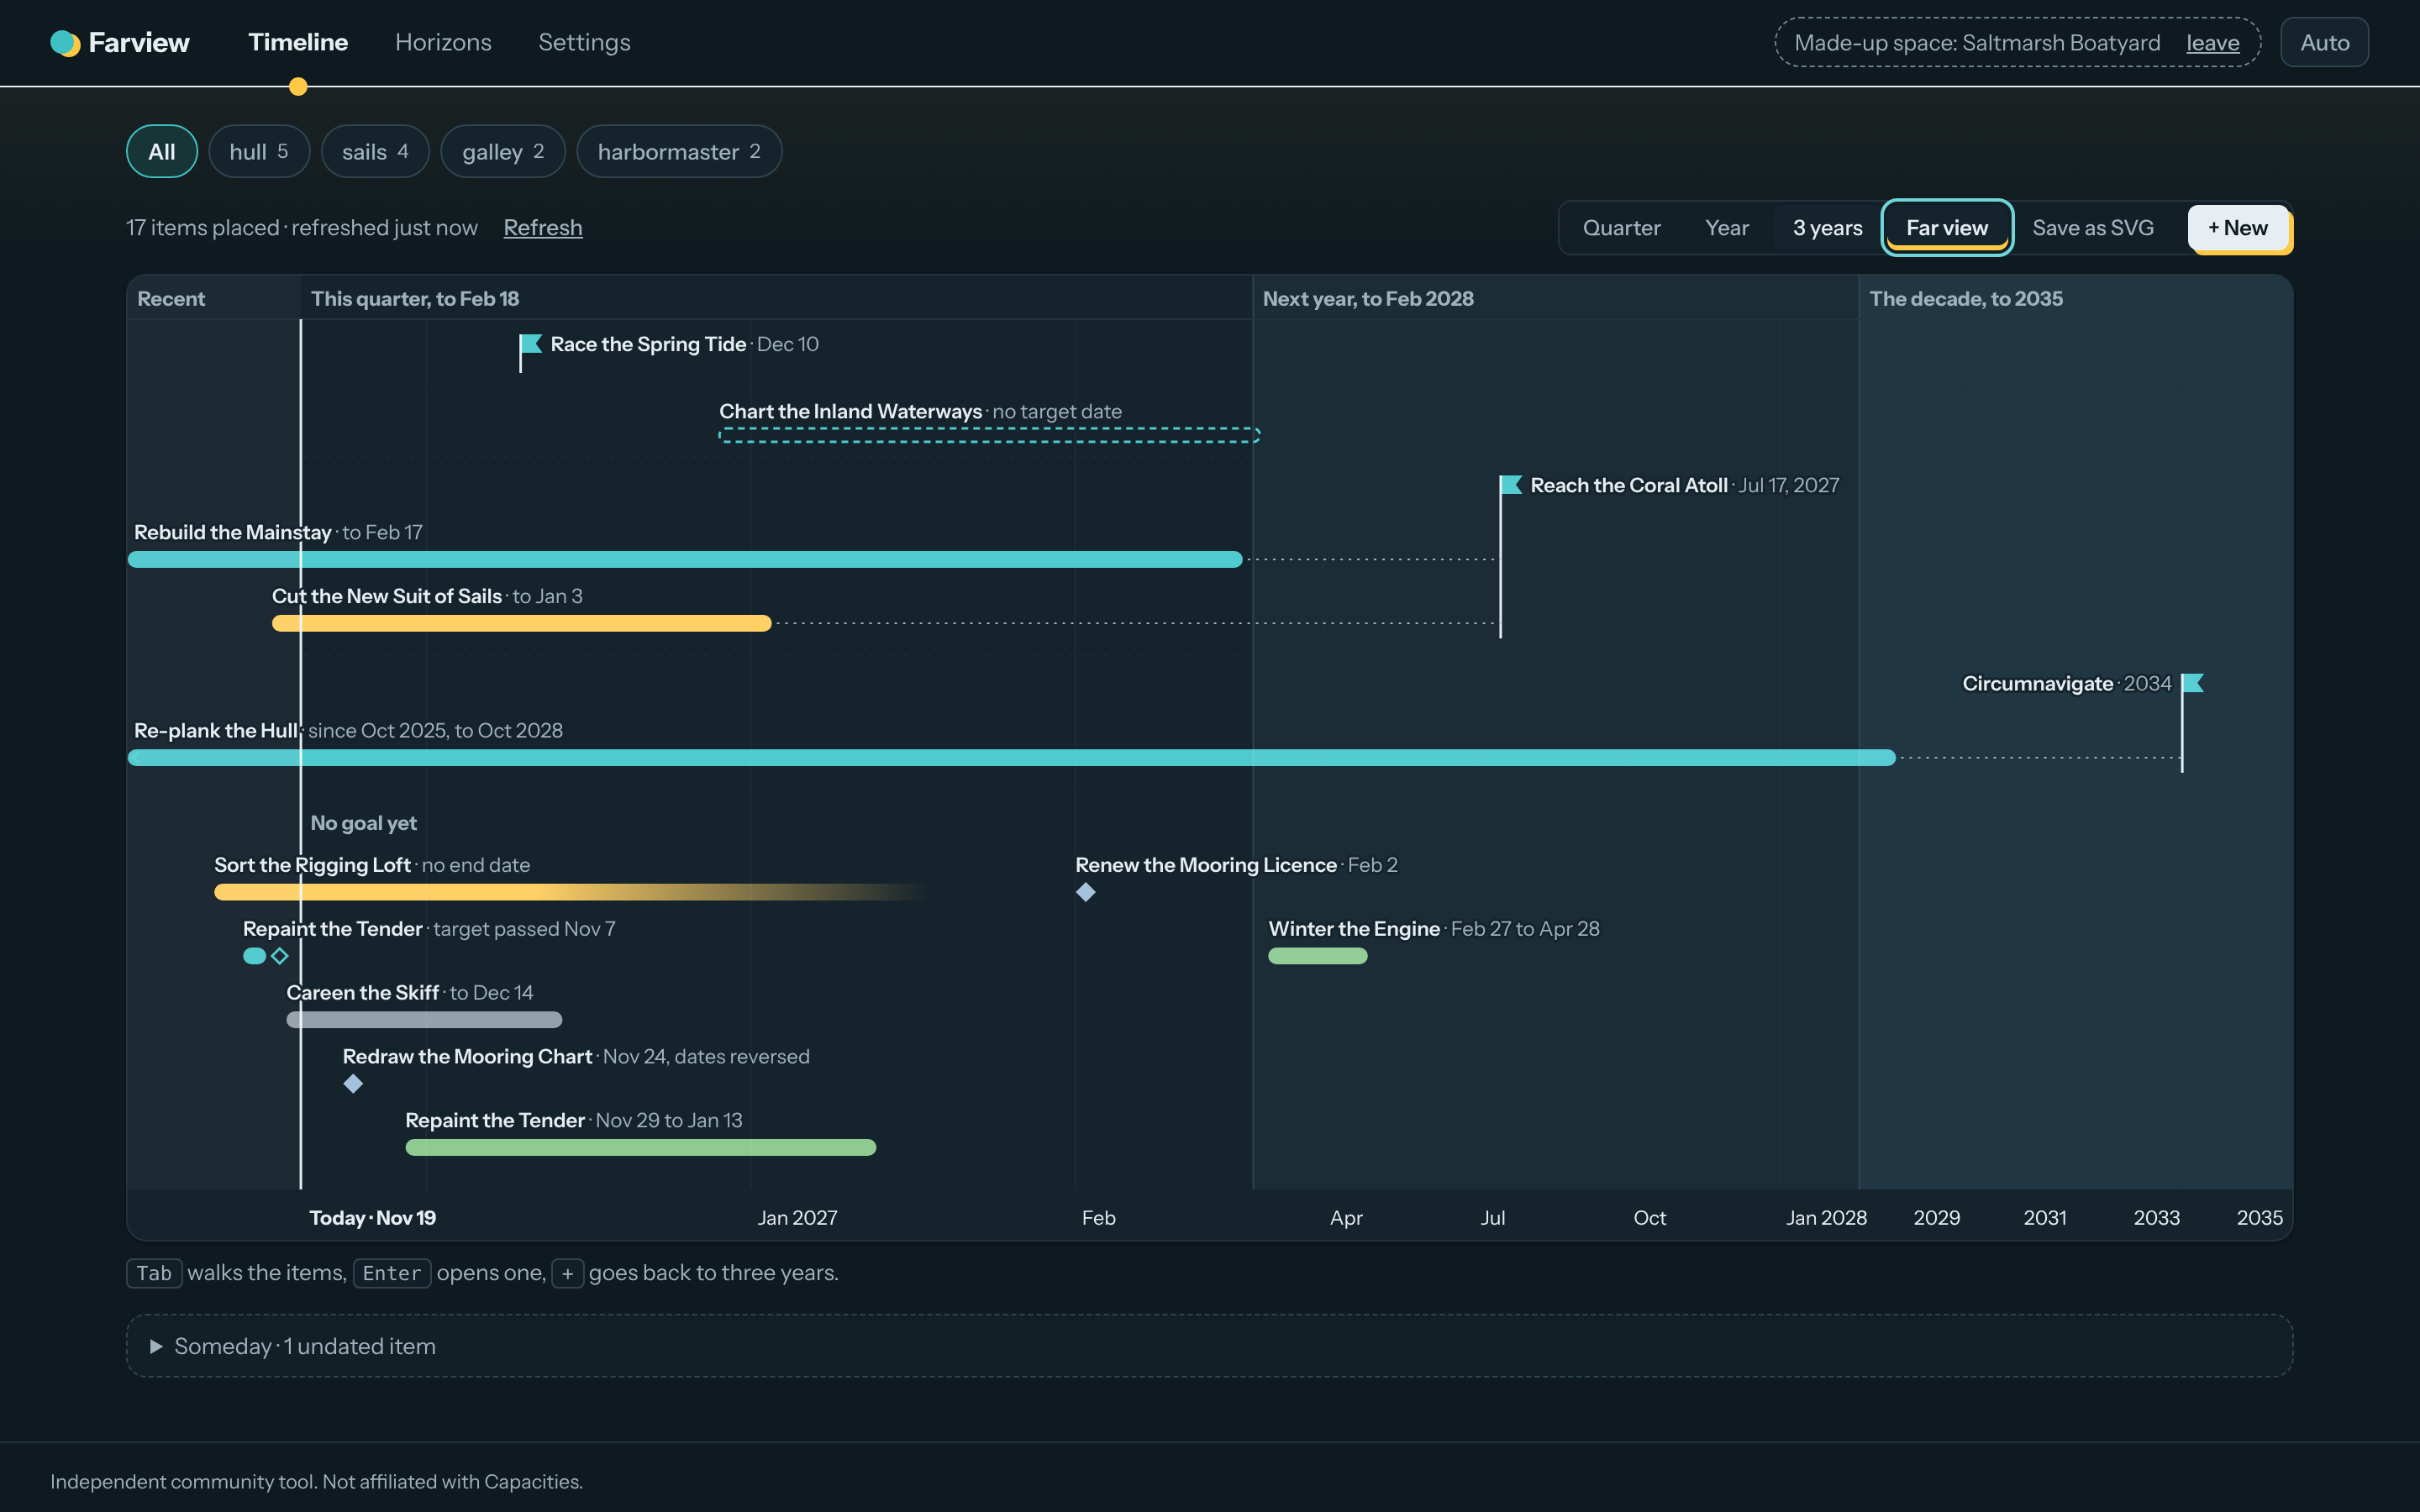 Farview Timeline Horizons Settings Made-up space: Saltmarsh Boatyard leave Auto
All hull 5 sails 4 galley 2 harbormaster 2
17 items placed · refreshed just now Refresh Quarter Year 3 years Far view Save as SVG + New
Recent This quarter, to Feb 18 Next year, to Feb 2028 The decade, to 2035
Race the Spring Tide · Dec 10
Chart the Inland Waterways · no target date
Reach the Coral Atoll · Jul 17, 2027
Rebuild the Mainstay · to Feb 17
Cut the New Suit of Sails · to Jan 3
Circumnavigate · 2034
Re-plank the Hull · since Oct 2025, to Oct 2028
No goal yet
Sort the Rigging Loft · no end date Renew the Mooring Licence · Feb 2
Repaint the Tender · target passed Nov 7 Winter the Engine · Feb 27 to Apr 28
Careen the Skiff · to Dec 14
Redraw the Mooring Chart · Nov 24, dates reversed
Repaint the Tender · Nov 29 to Jan 13
Today · Nov 19 Jan 2027 Feb Apr Jul Oct Jan 2028 2029 2031 2033 2035
Tab walks the items, Enter opens one, + goes back to three years.
Someday · 1 undated item
Independent community tool. Not affiliated with Capacities.